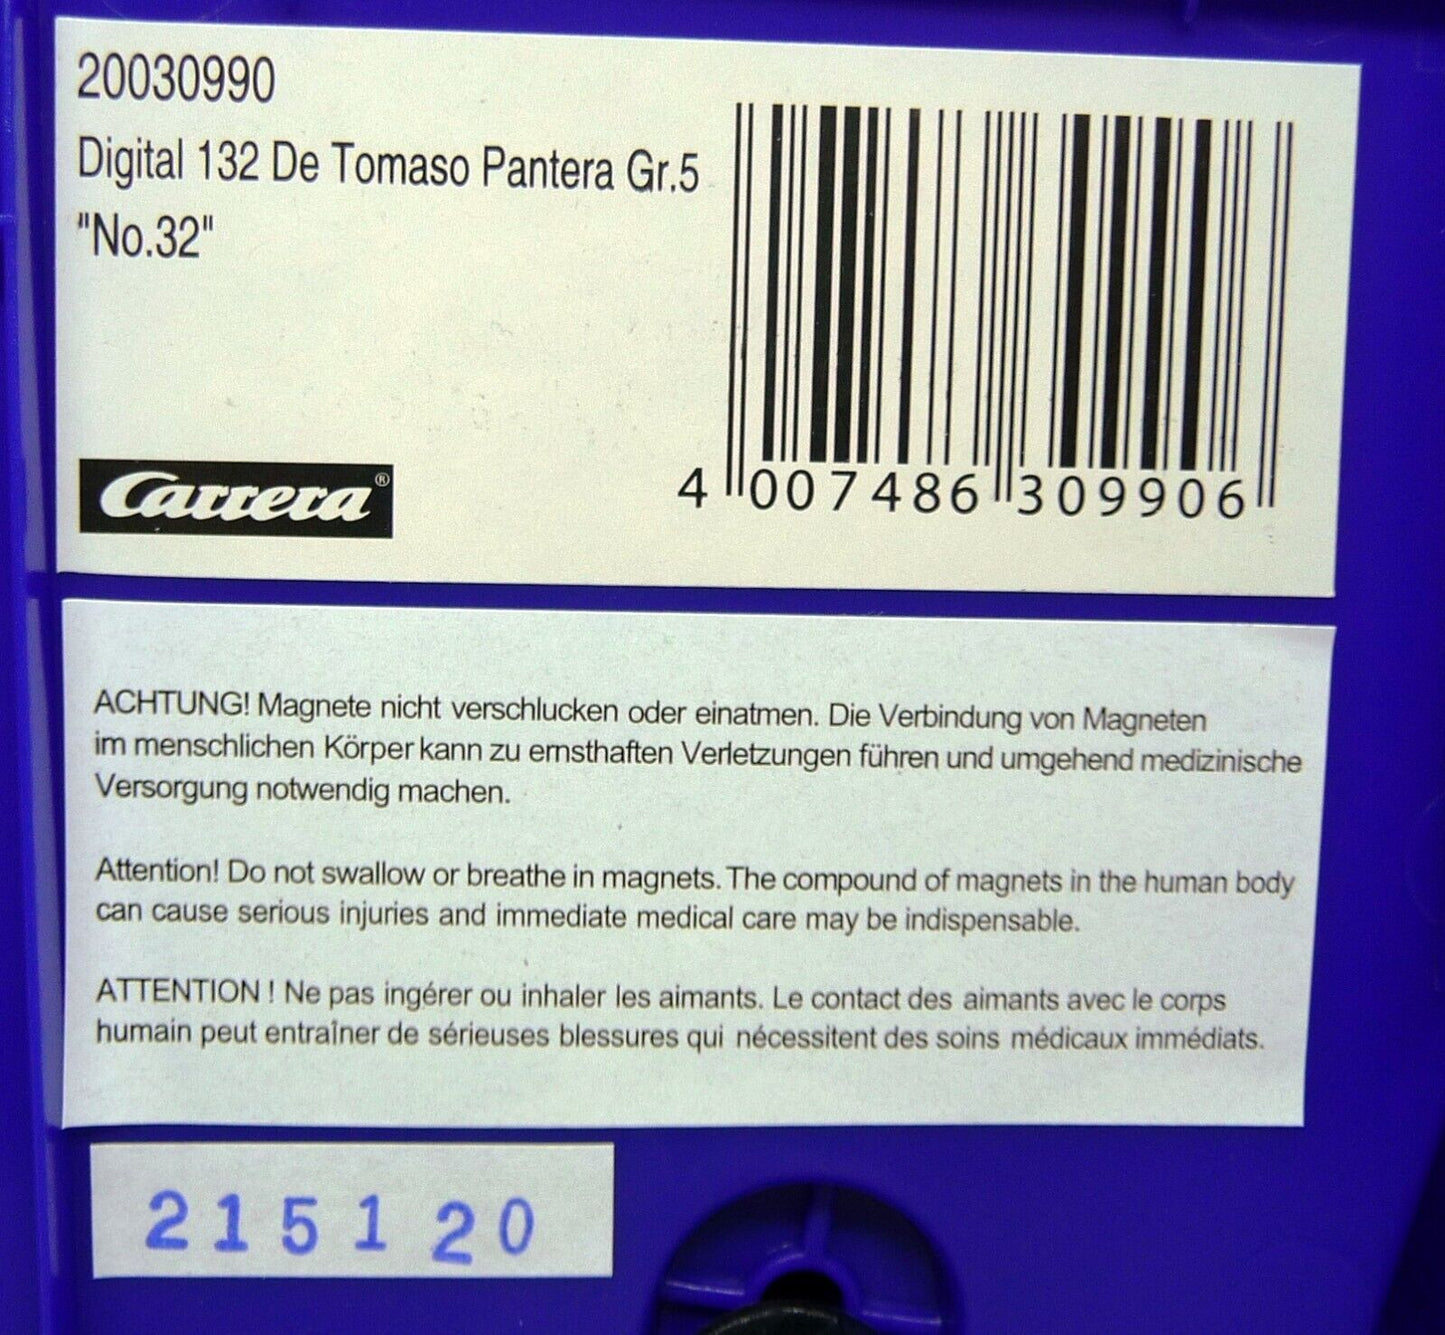 20030990
Digital 132 De Tomaso Pantera Gr.5
"No.32"
Carrera®
4 007486 309906
ACHTUNG! Magnete nicht verschlucken oder einatmen. Die Verbindung von Magneten
im menschlichen Körper kann zu ernsthaften Verletzungen führen und umgehend medizinische
Versorgung notwendig machen.
Attention! Do not swallow or breathe in magnets. The compound of magnets in the human body
can cause serious injuries and immediate medical care may be indispensable.
ATTENTION ! Ne pas ingérer ou inhaler les aimants. Le contact des aimants avec le corps
humain peut entraîner de sérieuses blessures qui nécessitent des soins médicaux immédiats.
215120